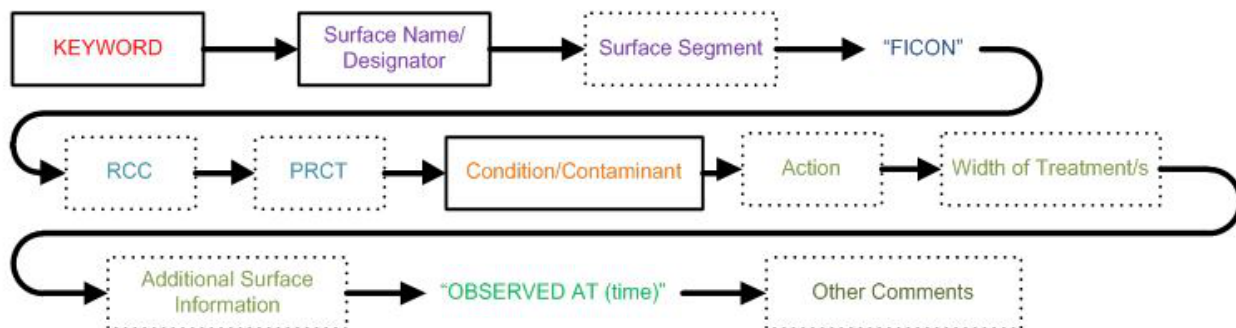 KEYWORD
Surface Name/
Designator
Surface Segment
“FICON”
RCC
PRCT
Condition/Contaminant
Action
Width of Treatment/s
Additional Surface
Information
“OBSERVED AT (time)”
Other Comments